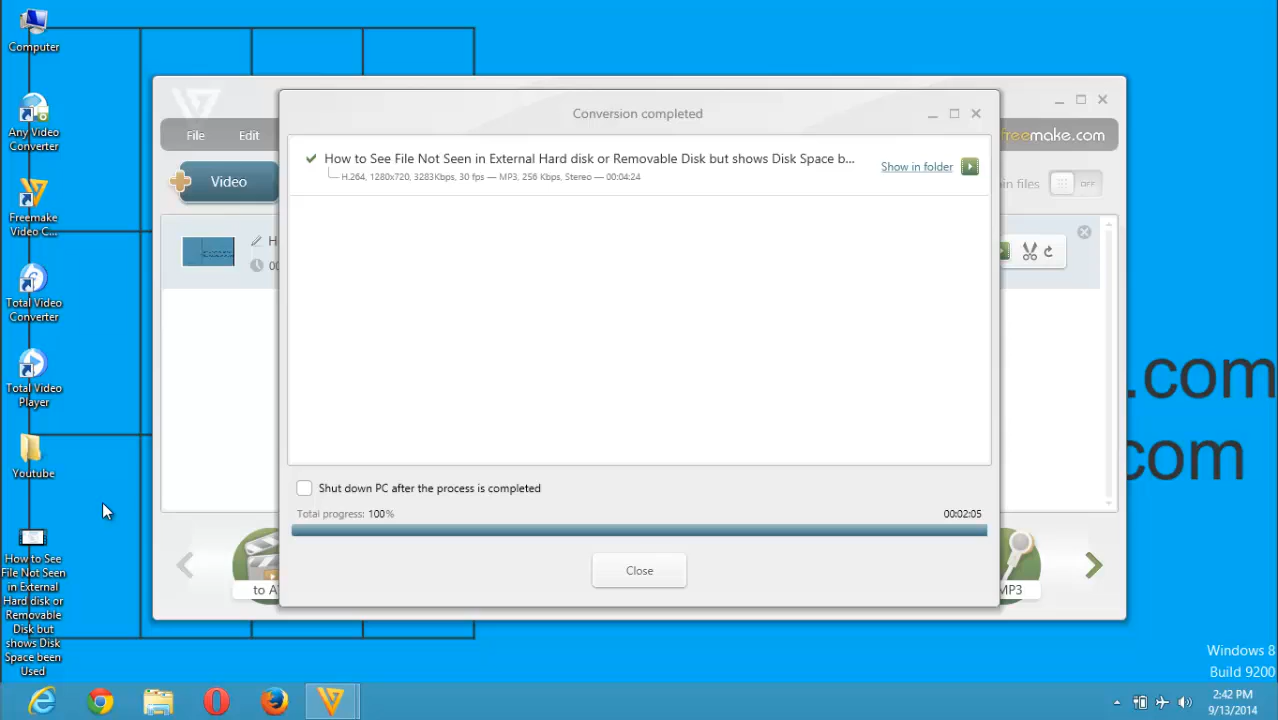 Computer
Any Video
Converter
Freemake
Video C...
Total Video
Converter
Total Video
Player
Youtube
How to See
File Not Seen
in External
Hard disk or
Removable
Disk but
shows Disk
Space been
Used
File
Edit
freemake.com
Video
in files
OFF
H
00
Conversion completed
How to See File Not Seen in External Hard disk or Removable Disk but shows Disk Space b...
Show in folder
H.264, 1280x720, 3283Kbps, 30 fps — MP3, 256 Kbps, Stereo — 00:04:24
Shut down PC after the process is completed
Total progress: 100%
00:02:05
Close
to A
MP3
.com
com
Windows 8
Build 9200
2:42 PM
9/13/2014